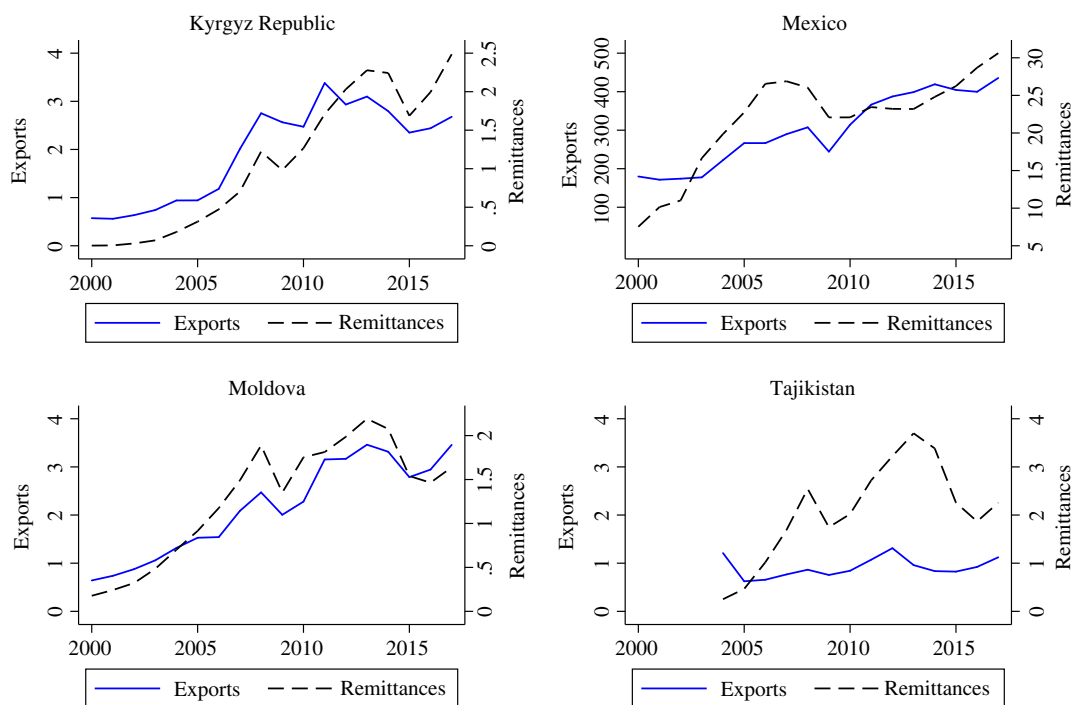 Kyrgyz Republic
Exports
0 1 2 3 4
0 .5 1 1.5 2 2.5
Remittances
2000 2005 2010 2015
Exports Remittances
Mexico
Exports
100 200 300 400 500
5 10 15 20 25 30
Remittances
2000 2005 2010 2015
Exports Remittances
Moldova
Exports
0 1 2 3 4
0 .5 1 1.5 2
Remittances
2000 2005 2010 2015
Exports Remittances
Tajikistan
Exports
0 1 2 3 4
0 1 2 3 4
Remittances
2000 2005 2010 2015
Exports Remittances